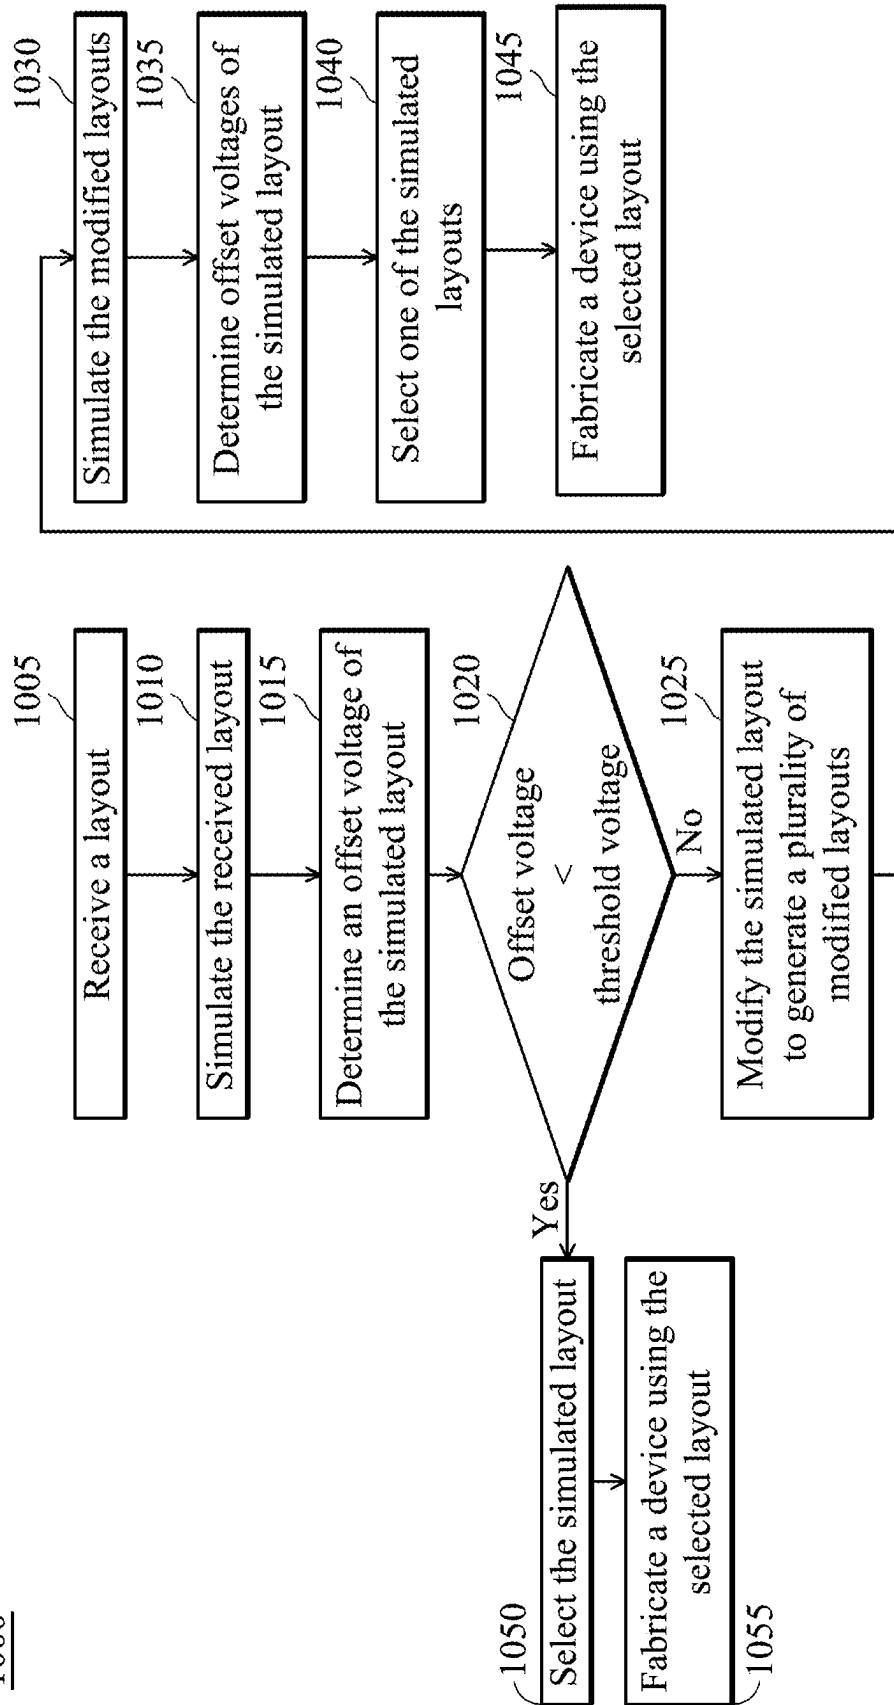 1005
Receive a layout
1010
Simulate the received layout
1015
Determine an offset voltage of
the simulated layout
1020
Offset voltage
<
threshold voltage
Yes
No
1025
Modify the simulated layout
to generate a plurality of
modified layouts
1030
Simulate the modified layouts
1035
Determine offset voltages of
the simulated layout
1040
Select one of the simulated
layouts
1045
Fabricate a device using the
selected layout
1050
Select the simulated layout
1055
Fabricate a device using the
selected layout